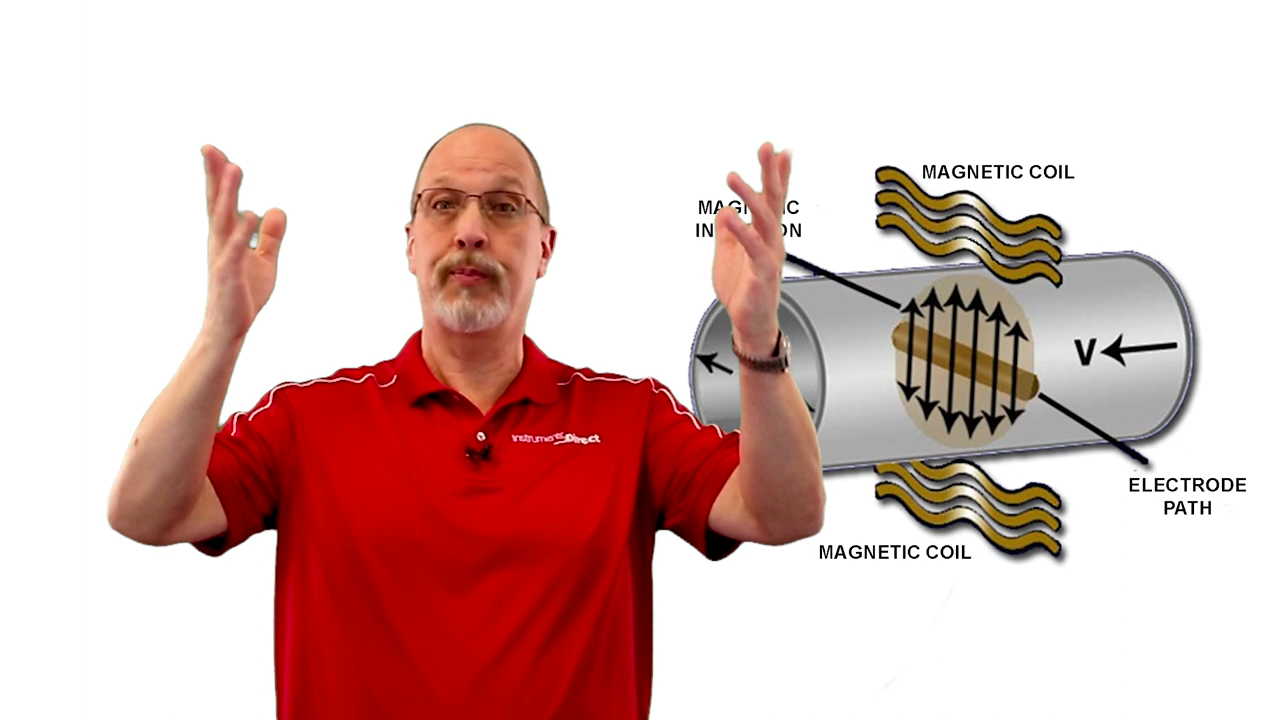 MAGNETIC COIL
V
ELECTRODE
PATH
MAGNETIC COIL